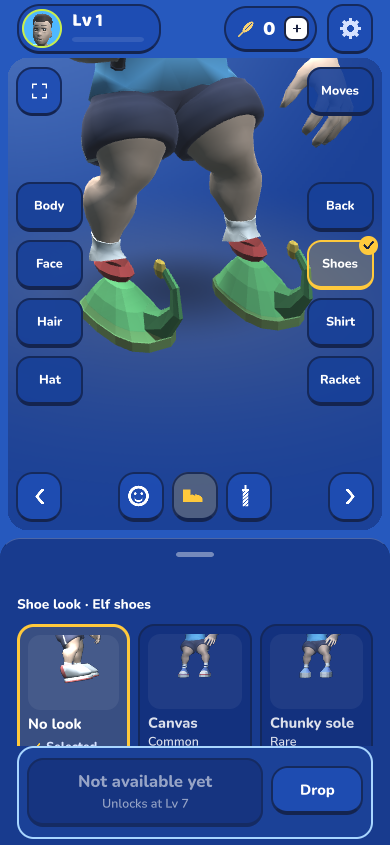 Lv 1
0
+
Moves
Body
Back
Face
Shoes
Hair
Shirt
Hat
Racket
Shoe look · Elf shoes
No look
✓ Selected
Canvas
Common
Chunky sole
Rare
Not available yet
Unlocks at Lv 7
Drop